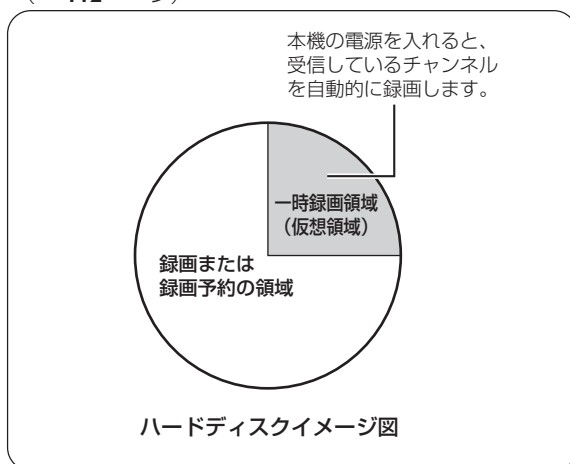 本機の電源を入れると、
受信しているチャンネル
を自動的に録画します。
一時録画領域
（仮想領域）
録画または
録画予約の領域
ハードディスクイメージ図